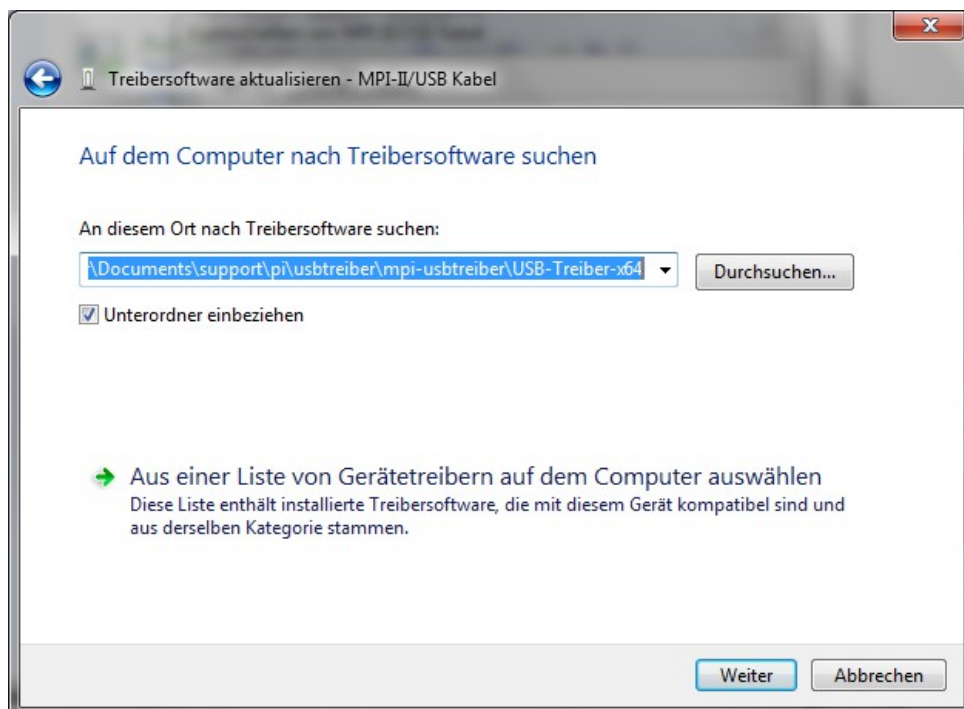 Treibersoftware aktualisieren - MPI-II/USB Kabel
Auf dem Computer nach Treibersoftware suchen
An diesem Ort nach Treibersoftware suchen:
\Documents\support\pi\usbtreiber\mpi-usbtreiber\USB-Treiber-x64
Durchsuchen...
Unterordner einbeziehen
Aus einer Liste von Gerätetreibern auf dem Computer auswählen
Diese Liste enthält installierte Treibersoftware, die mit diesem Gerät kompatibel sind und
aus derselben Kategorie stammen.
Weiter
Abbrechen